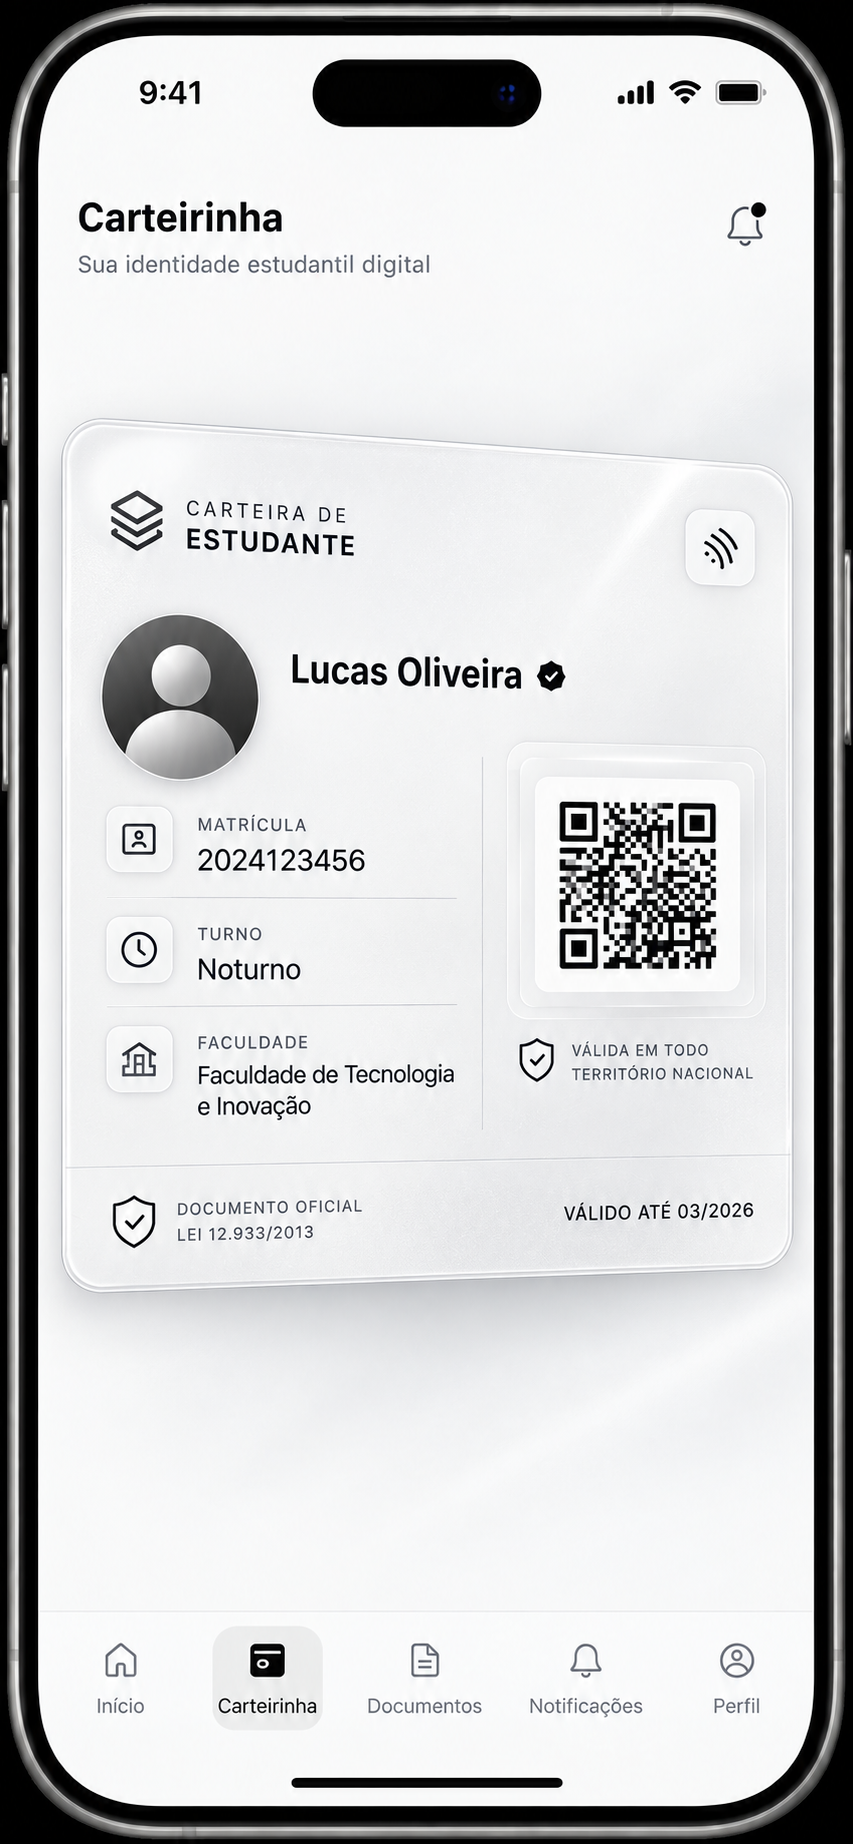 9:41
Carteirinha
Sua identidade estudantil digital
CARTEIRA DE
ESTUDANTE
Lucas Oliveira
MATRÍCULA
2024123456
TURNO
Noturno
FACULDADE
Faculdade de Tecnologia
e Inovação
VÁLIDA EM TODO
TERRITÓRIO NACIONAL
DOCUMENTO OFICIAL
LEI 12.933/2013
VÁLIDO ATÉ 03/2026
Início
Carteirinha
Documentos
Notificações
Perfil